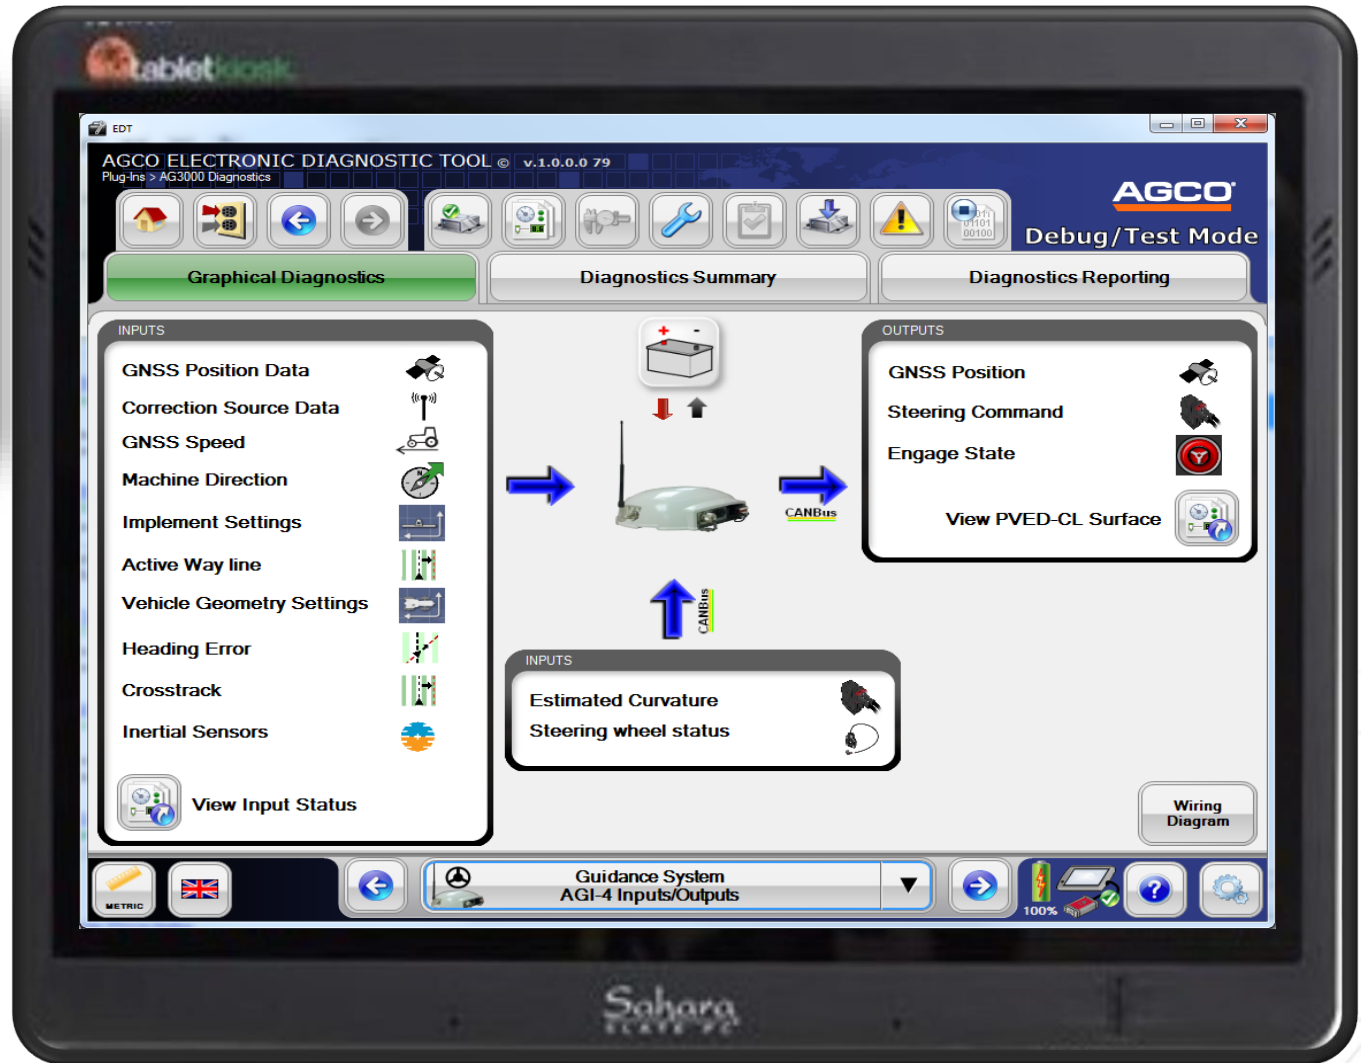 tabletkiosk
EDT
AGCO ELECTRONIC DIAGNOSTIC TOOL © v.1.0.0.0 79
Plug-Ins > AG3000 Diagnostics
AGCO
Debug/Test Mode
Graphical Diagnostics
Diagnostics Summary
Diagnostics Reporting
INPUTS
GNSS Position Data
Correction Source Data
GNSS Speed
Machine Direction
Implement Settings
Active Way line
Vehicle Geometry Settings
Heading Error
Crosstrack
Inertial Sensors
View Input Status
+ -
CANBus
CANBus
INPUTS
Estimated Curvature
Steering wheel status
OUTPUTS
GNSS Position
Steering Command
Engage State
View PVED-CL Surface
Wiring
Diagram
METRIC
Guidance System
AGI-4 Inputs/Outputs
100%
?
Sahara
SLATE PC